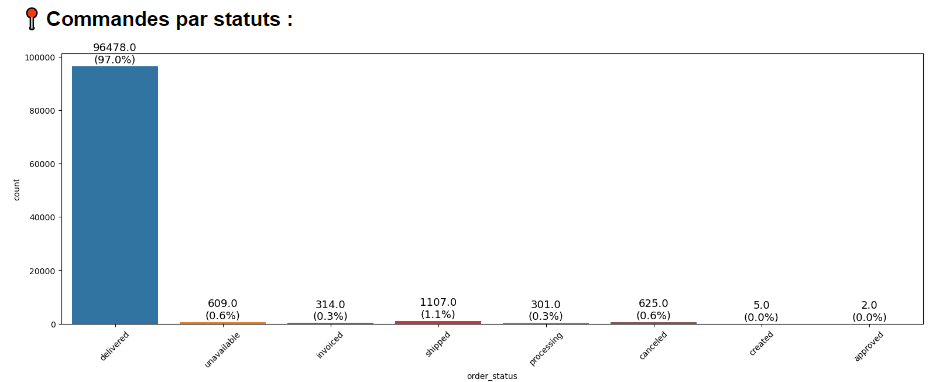 Commandes par statuts :
96478.0
(97.0%)
609.0
(0.6%)
314.0
(0.3%)
1107.0
(1.1%)
301.0
(0.3%)
625.0
(0.6%)
5.0
(0.0%)
2.0
(0.0%)
100000
80000
60000
40000
20000
0
count
delivered
unavailable
invoiced
shipped
processing
canceled
created
approved
order_status